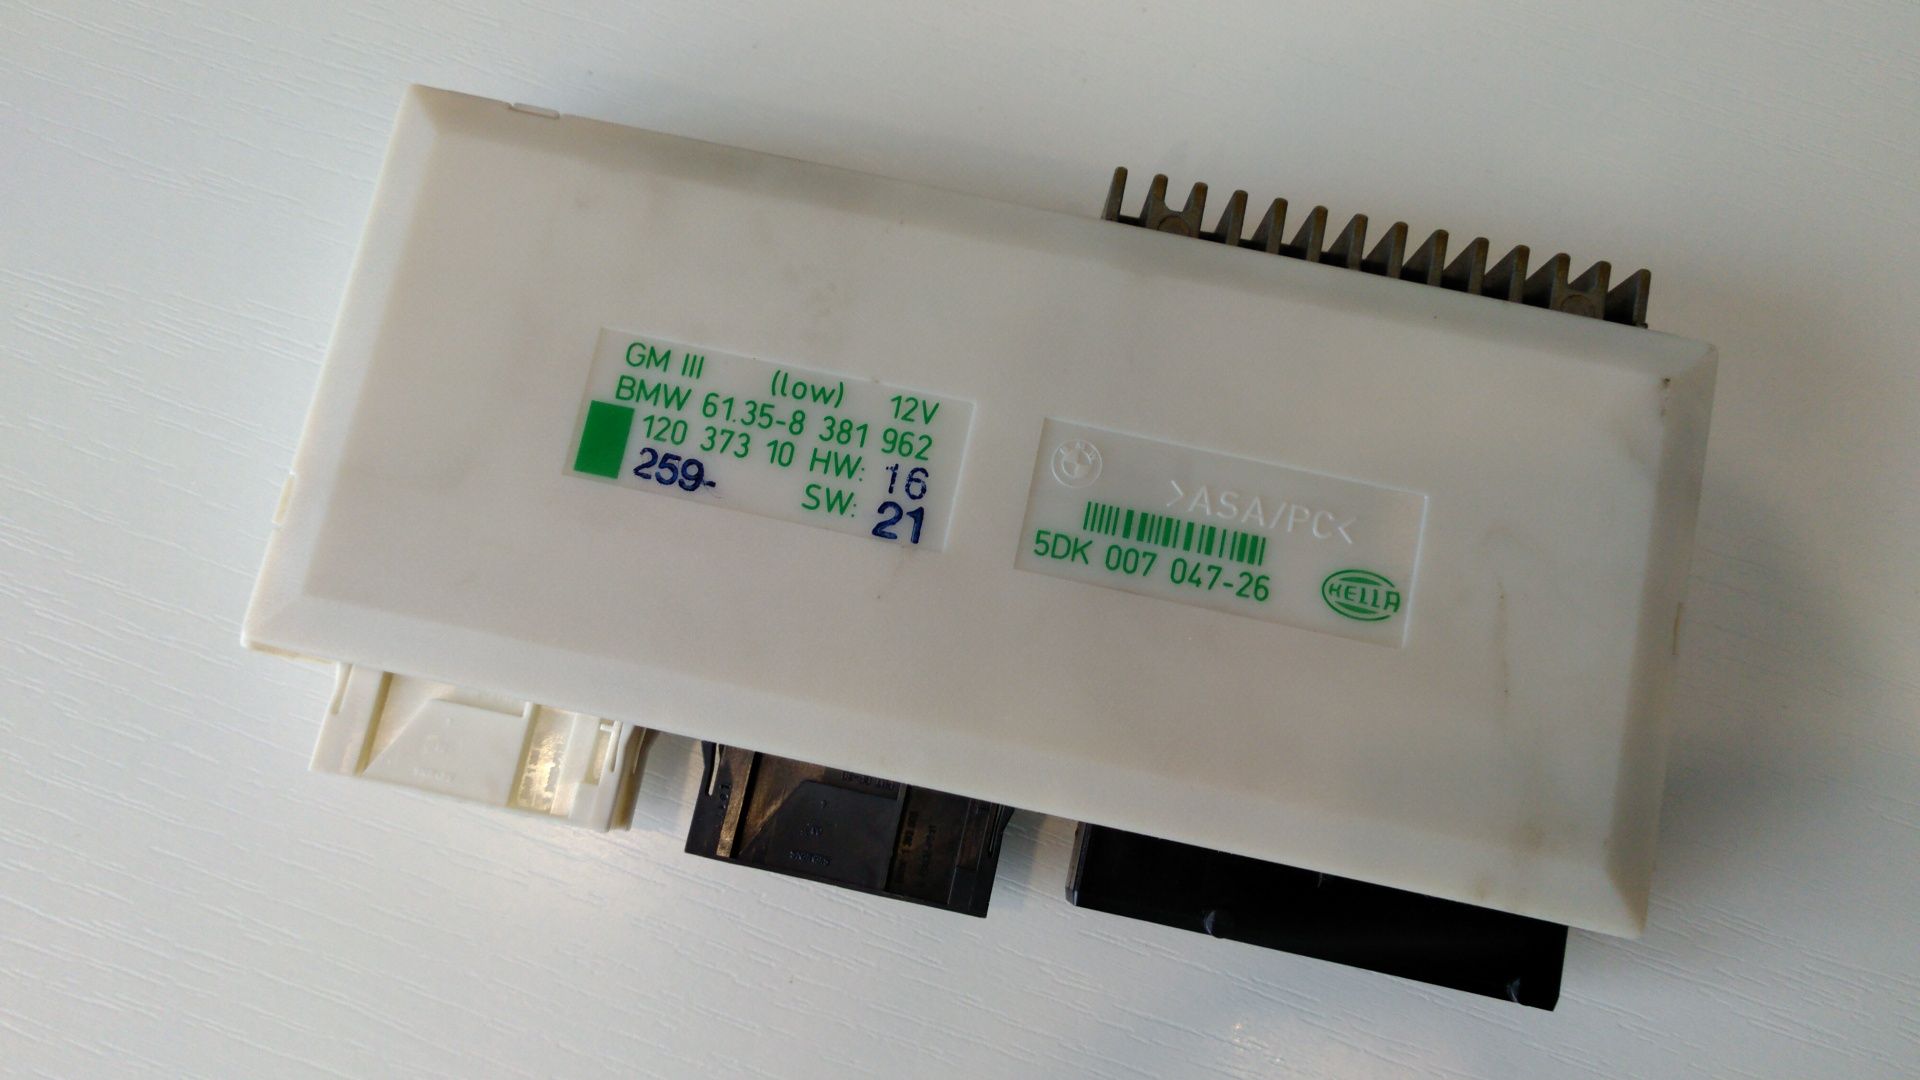 GM III (low) 12V
BMW 61.35-8 381 962
120 373 10 HW: 16
259- SW: 21
>ASA/PC<
5DK 007 047-26
HELLA